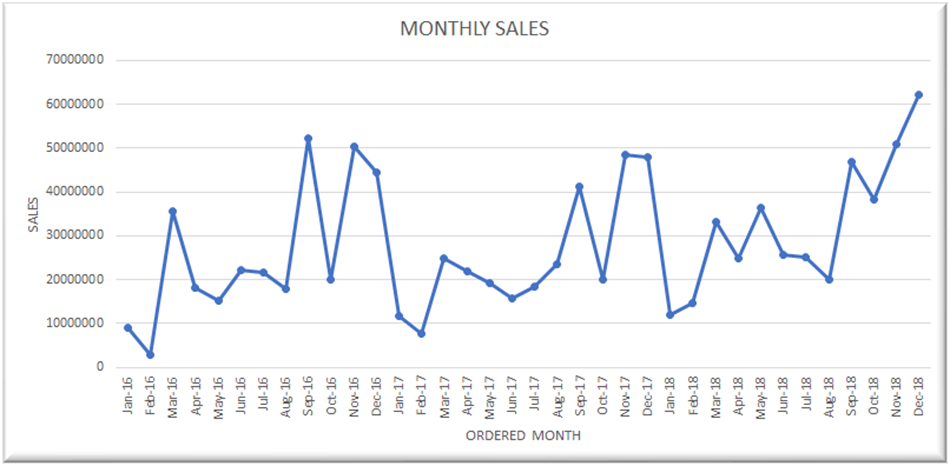 MONTHLY SALES
70000000
60000000
50000000
40000000
30000000
20000000
10000000
0
SALES
Jan-16
Feb-16
Mar-16
Apr-16
May-16
Jun-16
Jul-16
Aug-16
Sep-16
Oct-16
Nov-16
Dec-16
Jan-17
Feb-17
Mar-17
Apr-17
May-17
Jun-17
Jul-17
Aug-17
Sep-17
Oct-17
Nov-17
Dec-17
Jan-18
Feb-18
Mar-18
Apr-18
May-18
Jun-18
Jul-18
Aug-18
Sep-18
Oct-18
Nov-18
Dec-18
ORDERED MONTH